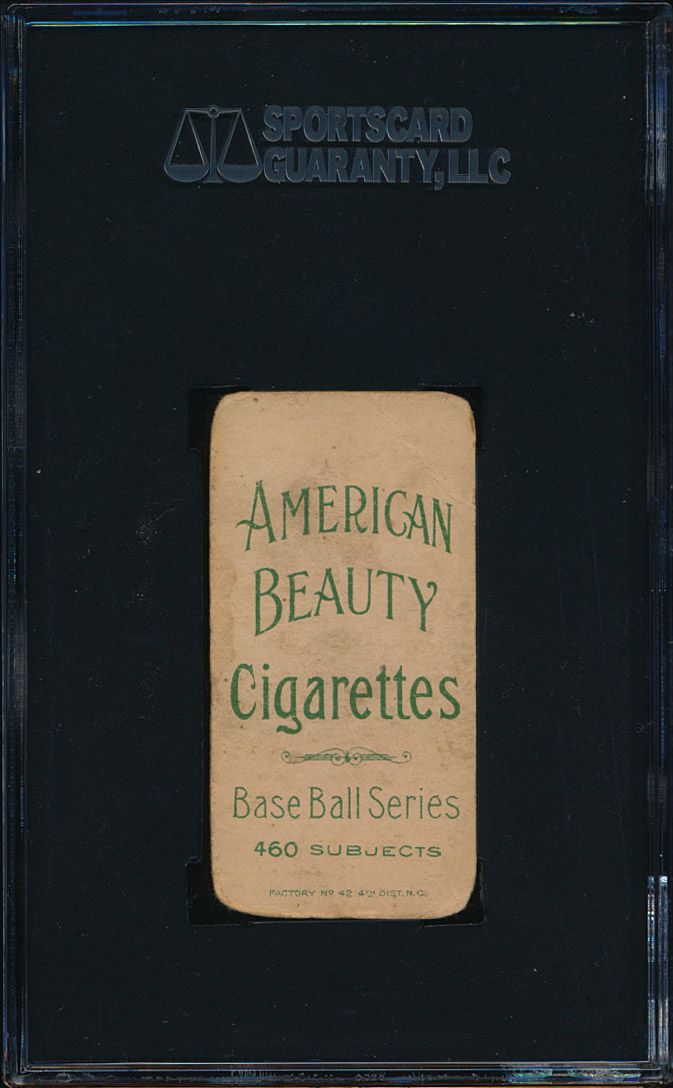 SPORTSCARD
GUARANTY, LLC
AMERICAN
BEAUTY
Cigarettes
Base Ball Series
460 SUBJECTS
FACTORY Nº 42 4TH DIST. N.C.